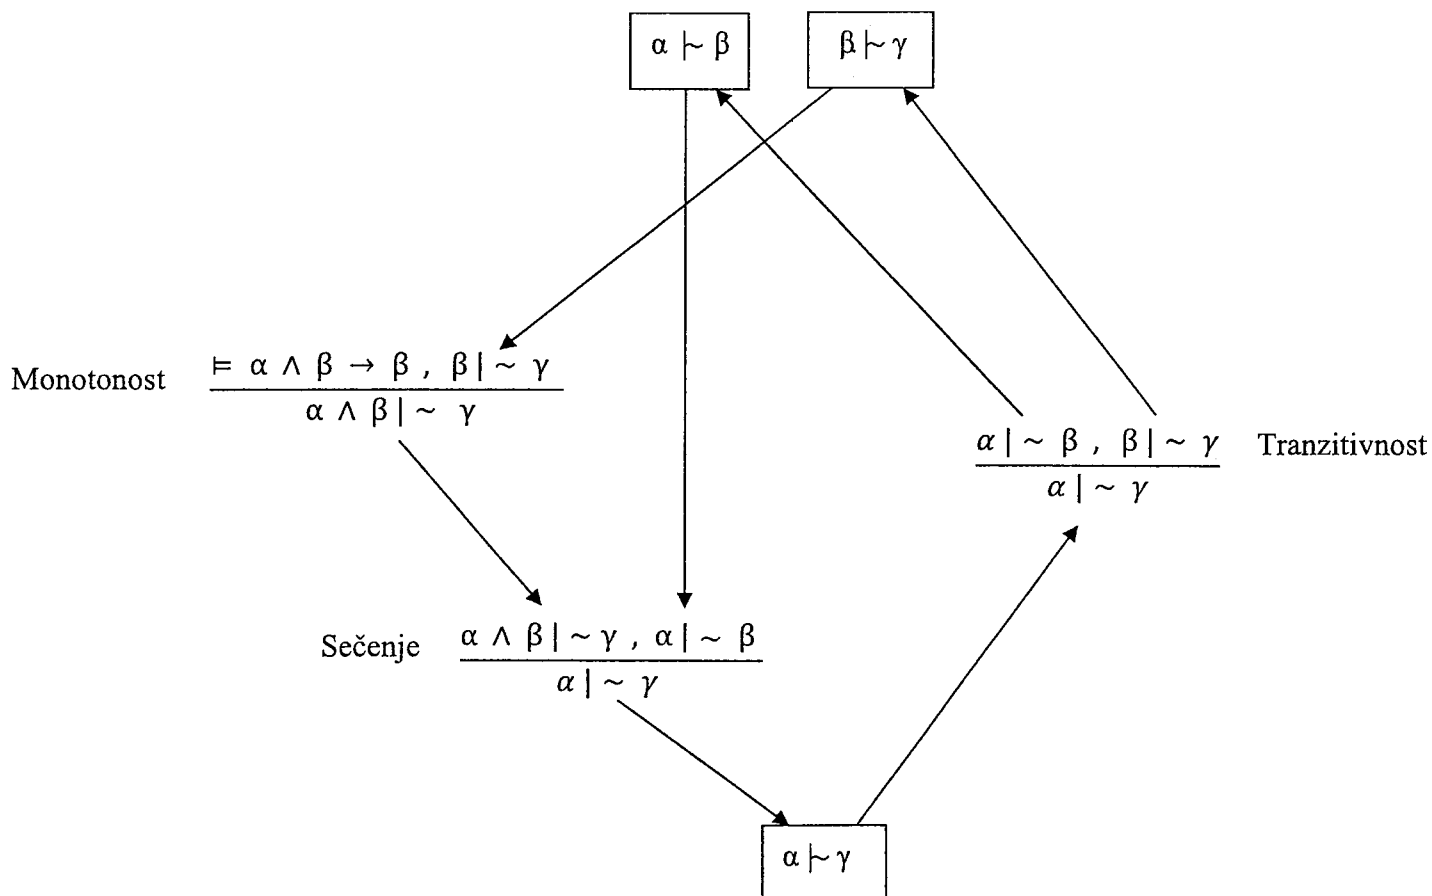 α |~ β
β |~ γ
Monotonost
⊨ α ∧ β → β , β| ~ γ
α ∧ β| ~ γ
α| ~ β , β| ~ γ
α| ~ γ
Tranzitivnost
Sečenje
α ∧ β| ~ γ , α| ~ β
α| ~ γ
α |~ γ